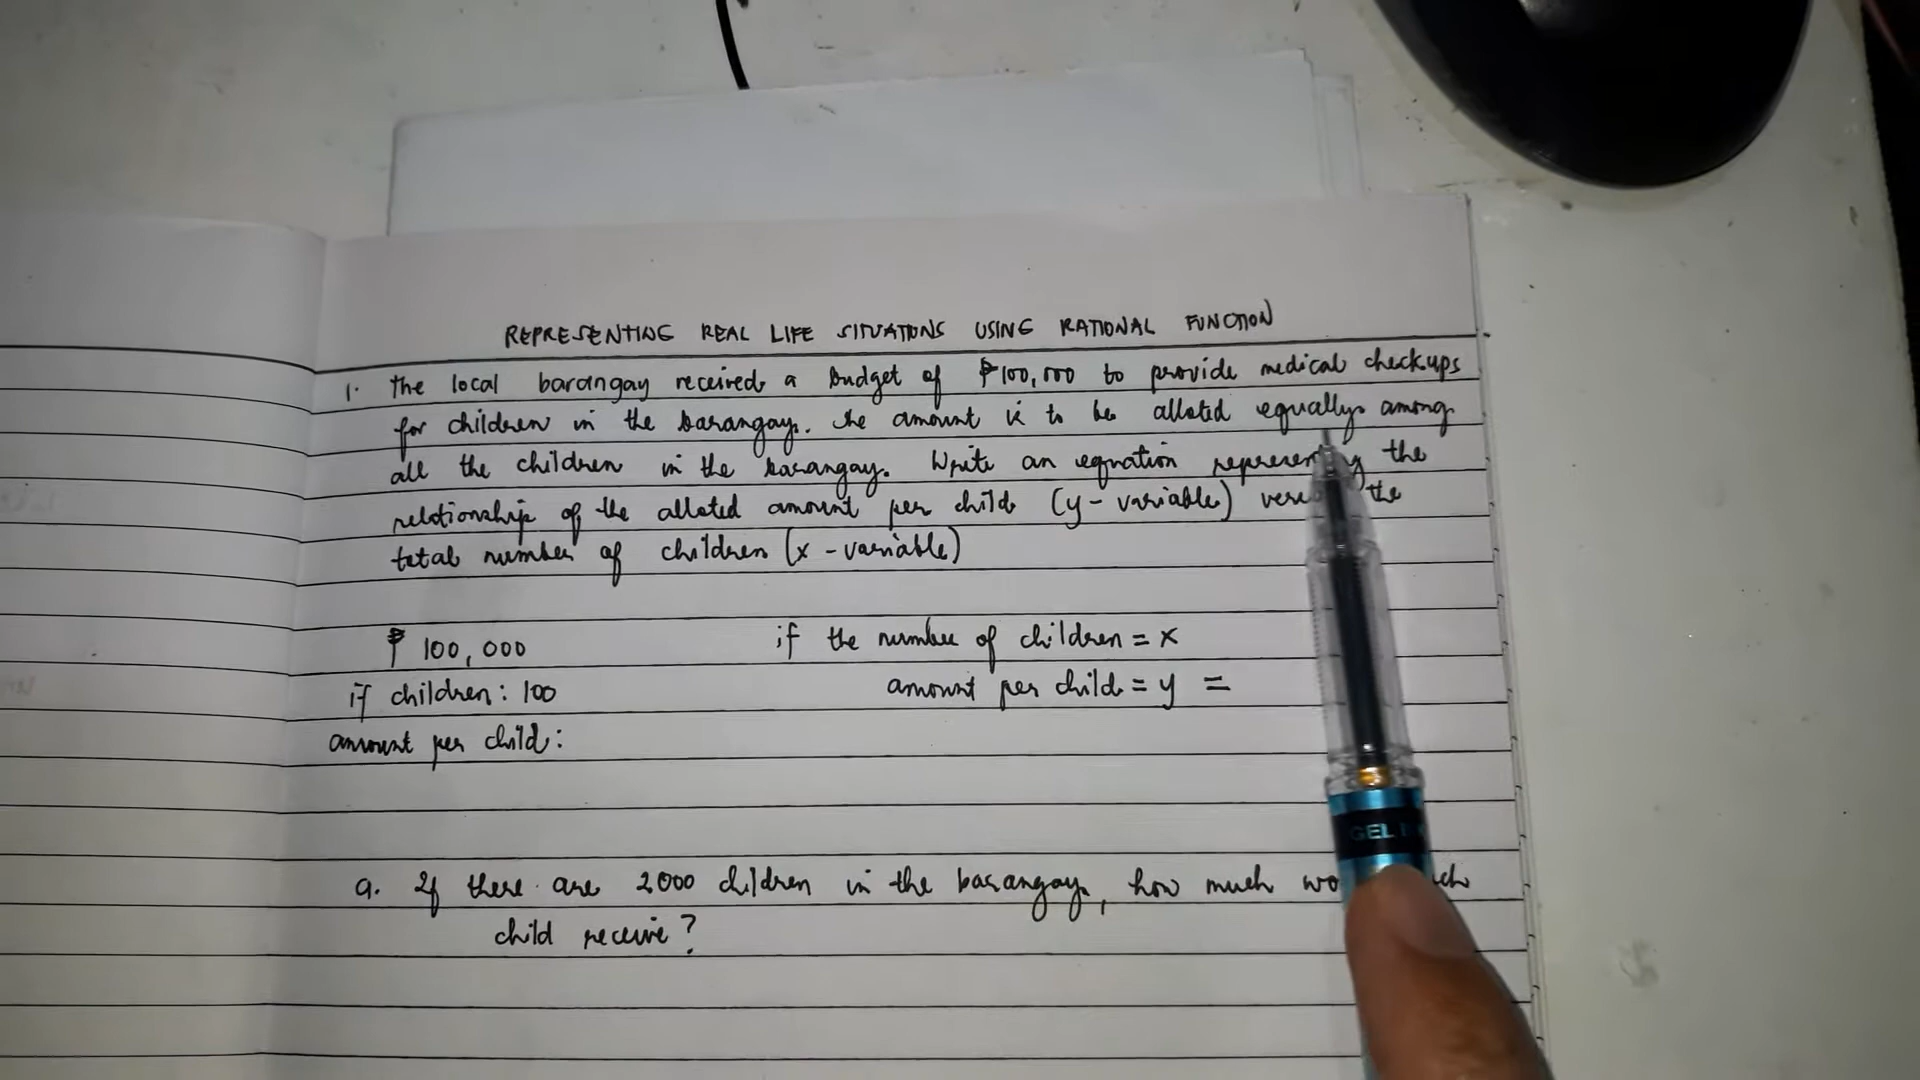 REPRESENTING REAL LIFE SITUATIONS USING RATIONAL FUNCTION
1. The local barangay received a budget of ₱100,000 to provide medical checkups
for children in the barangay. The amount is to be alloted equally among
all the children in the barangay. Write an equation the
relationship of the alloted amount per child (y - variable) the
total number of children (x - variable)
₱ 100,000
if children: 100
amount per child:
if the number of children = x
amount per child = y =
a. If there are 2000 children in the barangay, how much
child receive?
GEL